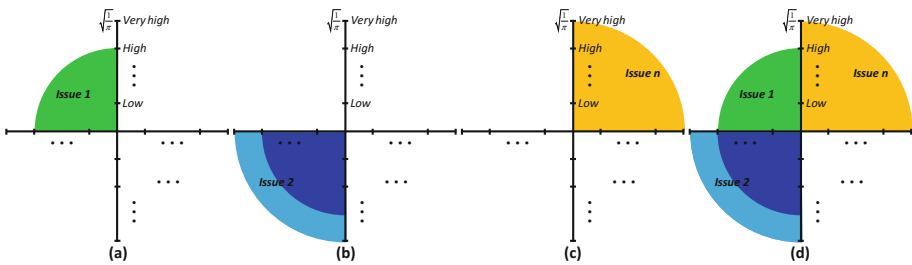 √(1/π) Very high
High
⋮
Issue 1
Low
... ...
...
⋮
(a)
√(1/π) Very high
High
⋮
Low
... ...
Issue 2 ...
⋮
(b)
√(1/π) Very high
High
⋮
Issue n
Low
... ...
...
⋮
(c)
√(1/π) Very high
High
⋮
Issue 1 Issue n
Low
... ...
Issue 2 ...
⋮
(d)